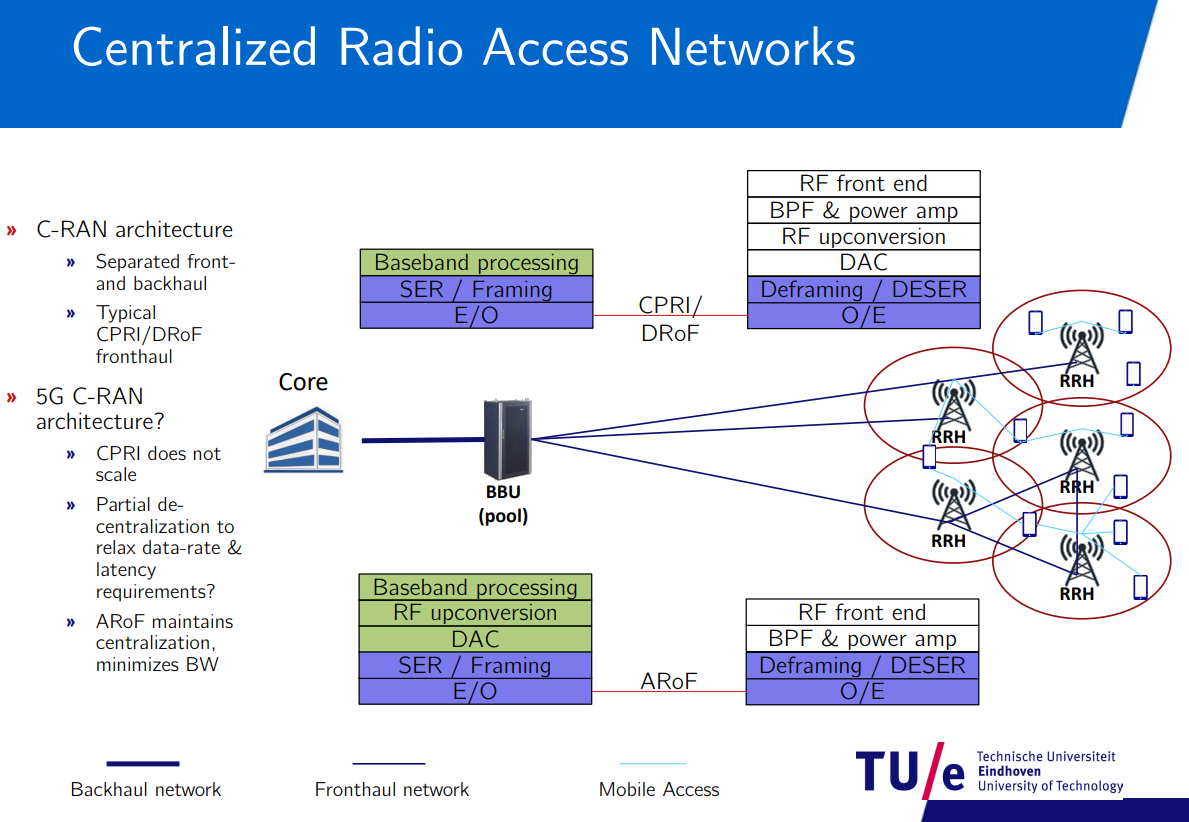 Centralized Radio Access Networks
» C-RAN architecture
» Separated front-
and backhaul
» Typical
CPRI/DRoF
fronthaul
» 5G C-RAN
architecture?
» CPRI does not
scale
» Partial de-
centralization to
relax data-rate &
latency
requirements?
» ARoF maintains
centralization,
minimizes BW
Baseband processing
SER / Framing
E/O
CPRI/
DRoF
RF front end
BPF & power amp
RF upconversion
DAC
Deframing / DESER
O/E
Core
BBU
(pool)
RRH
RRH
RRH
RRH
RRH
Baseband processing
RF upconversion
DAC
SER / Framing
E/O
ARoF
RF front end
BPF & power amp
Deframing / DESER
O/E
Backhaul network
Fronthaul network
Mobile Access
TU/e
Technische Universiteit
Eindhoven
University of Technology